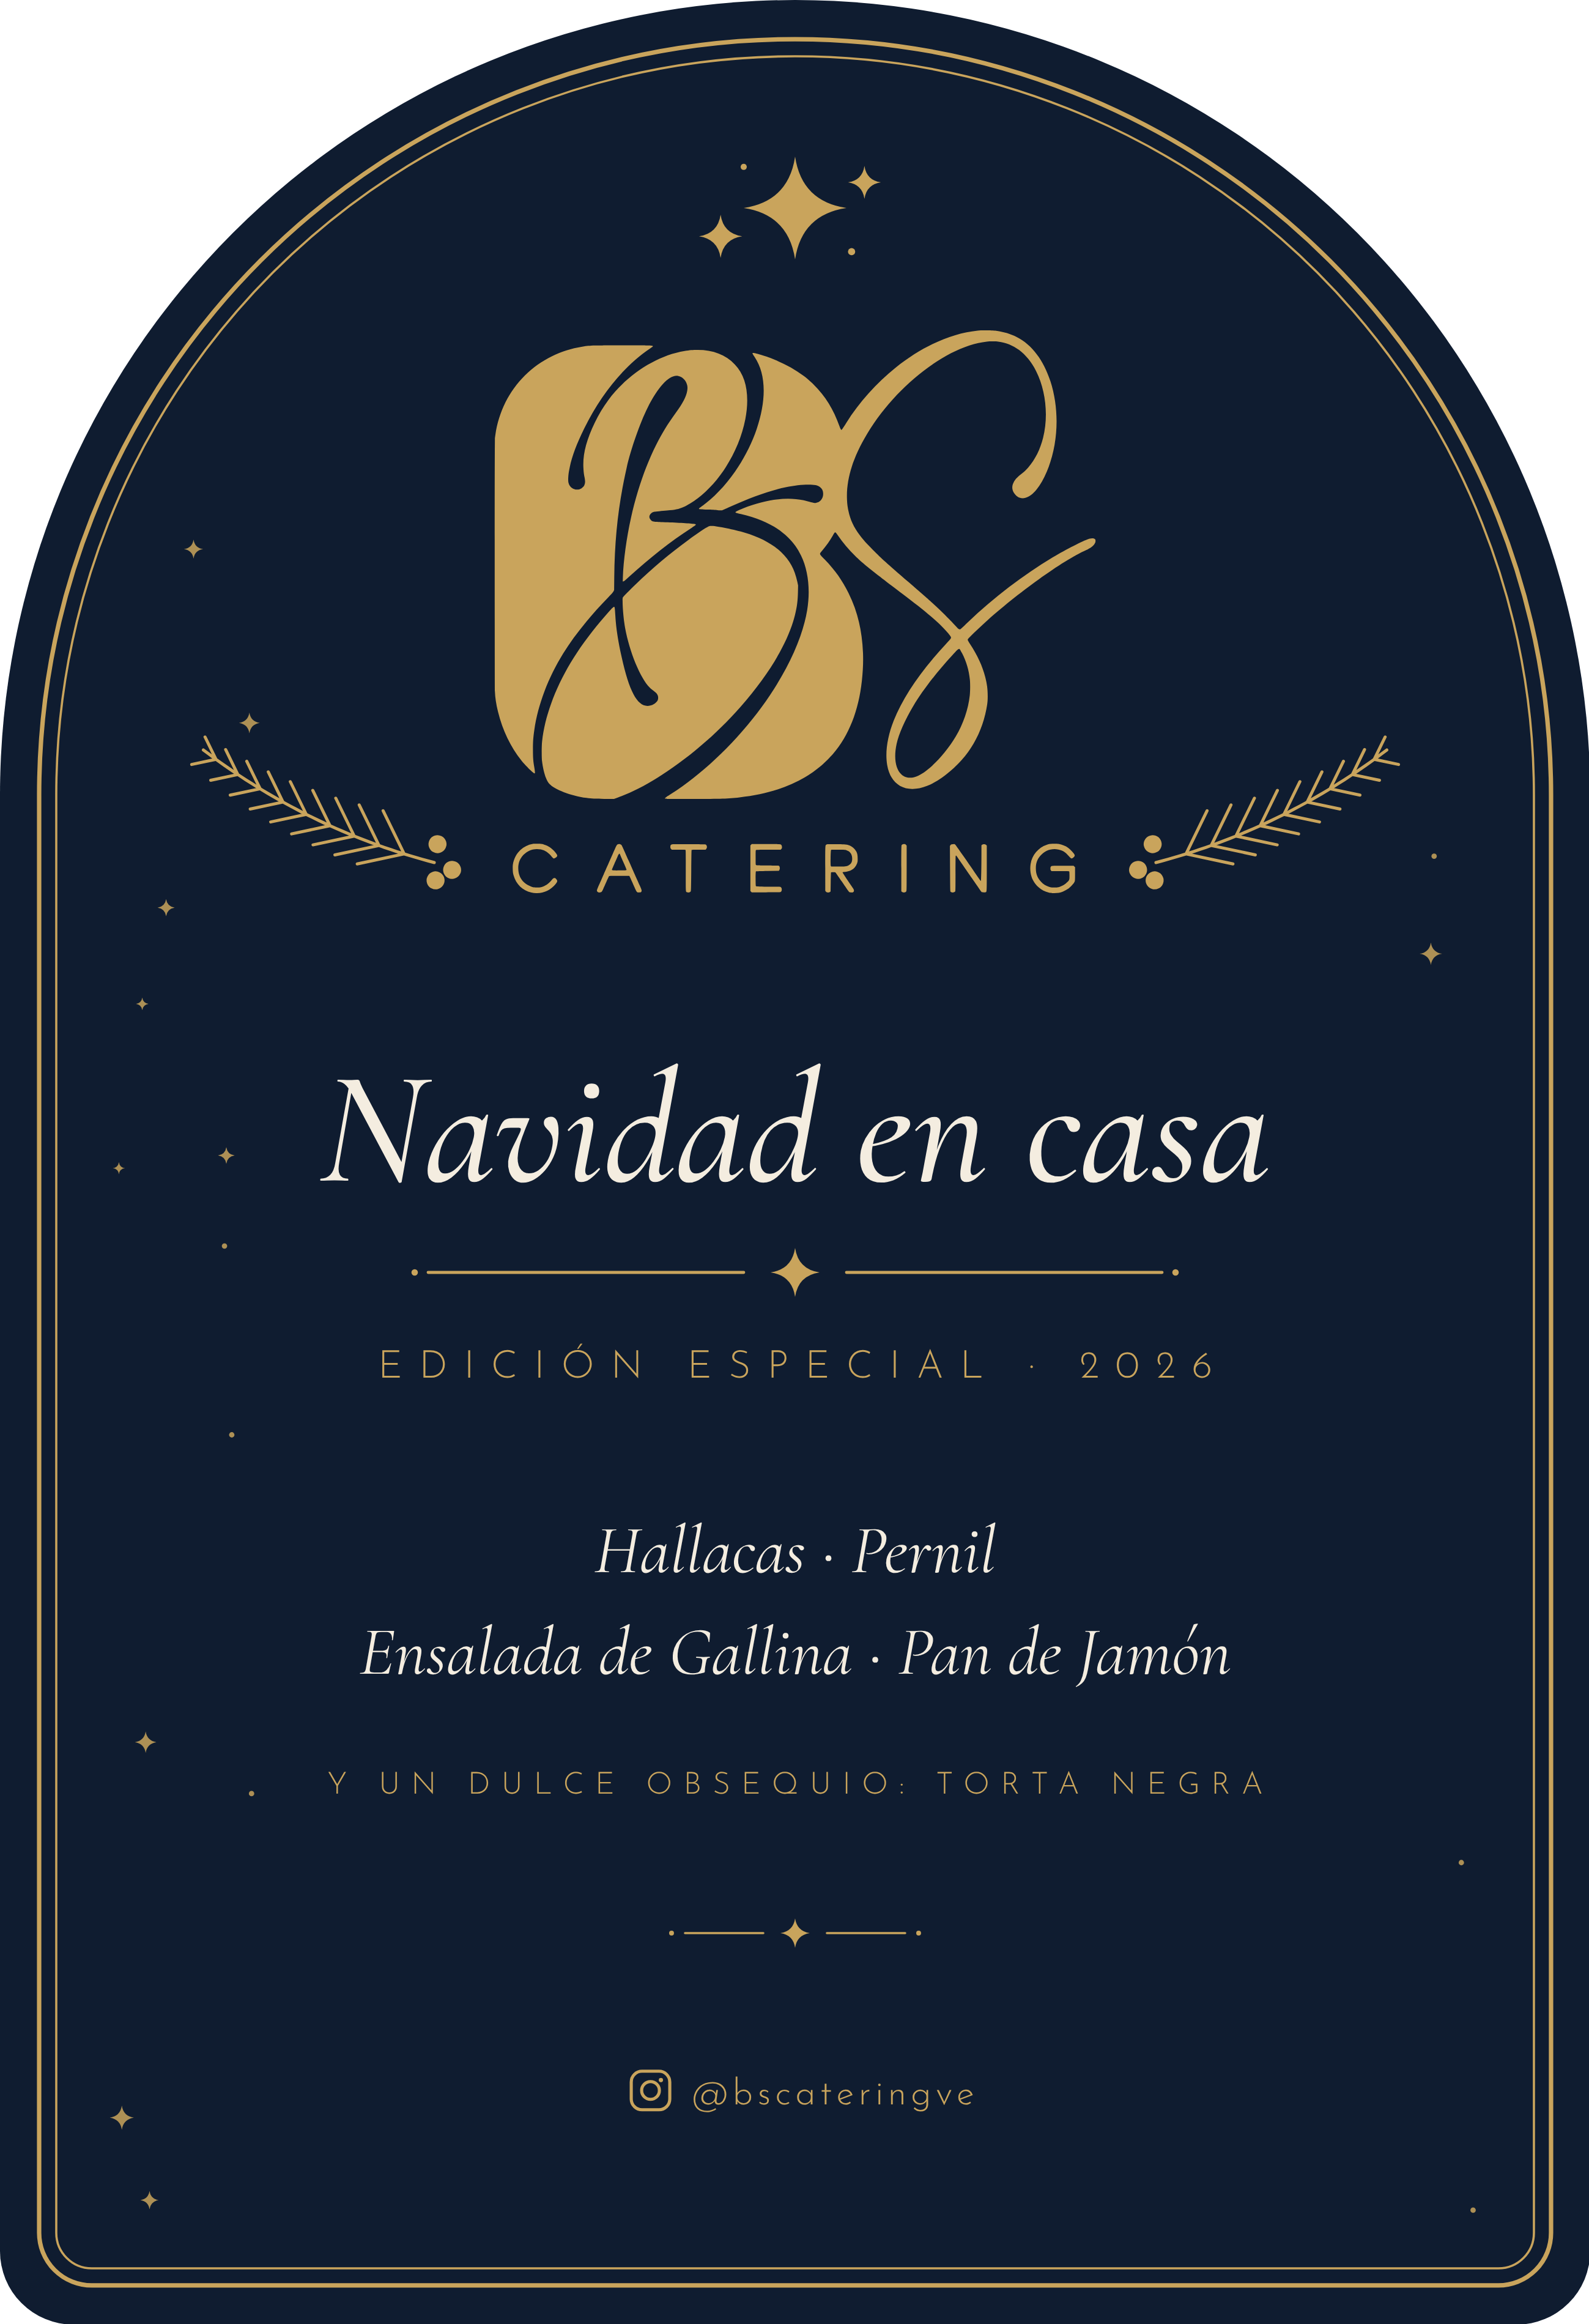 BS
CATERING
Navidad en casa
EDICIÓN ESPECIAL · 2026
Hallacas · Pernil
Ensalada de Gallina · Pan de Jamón
Y UN DULCE OBSEQUIO: TORTA NEGRA
@bscateringve